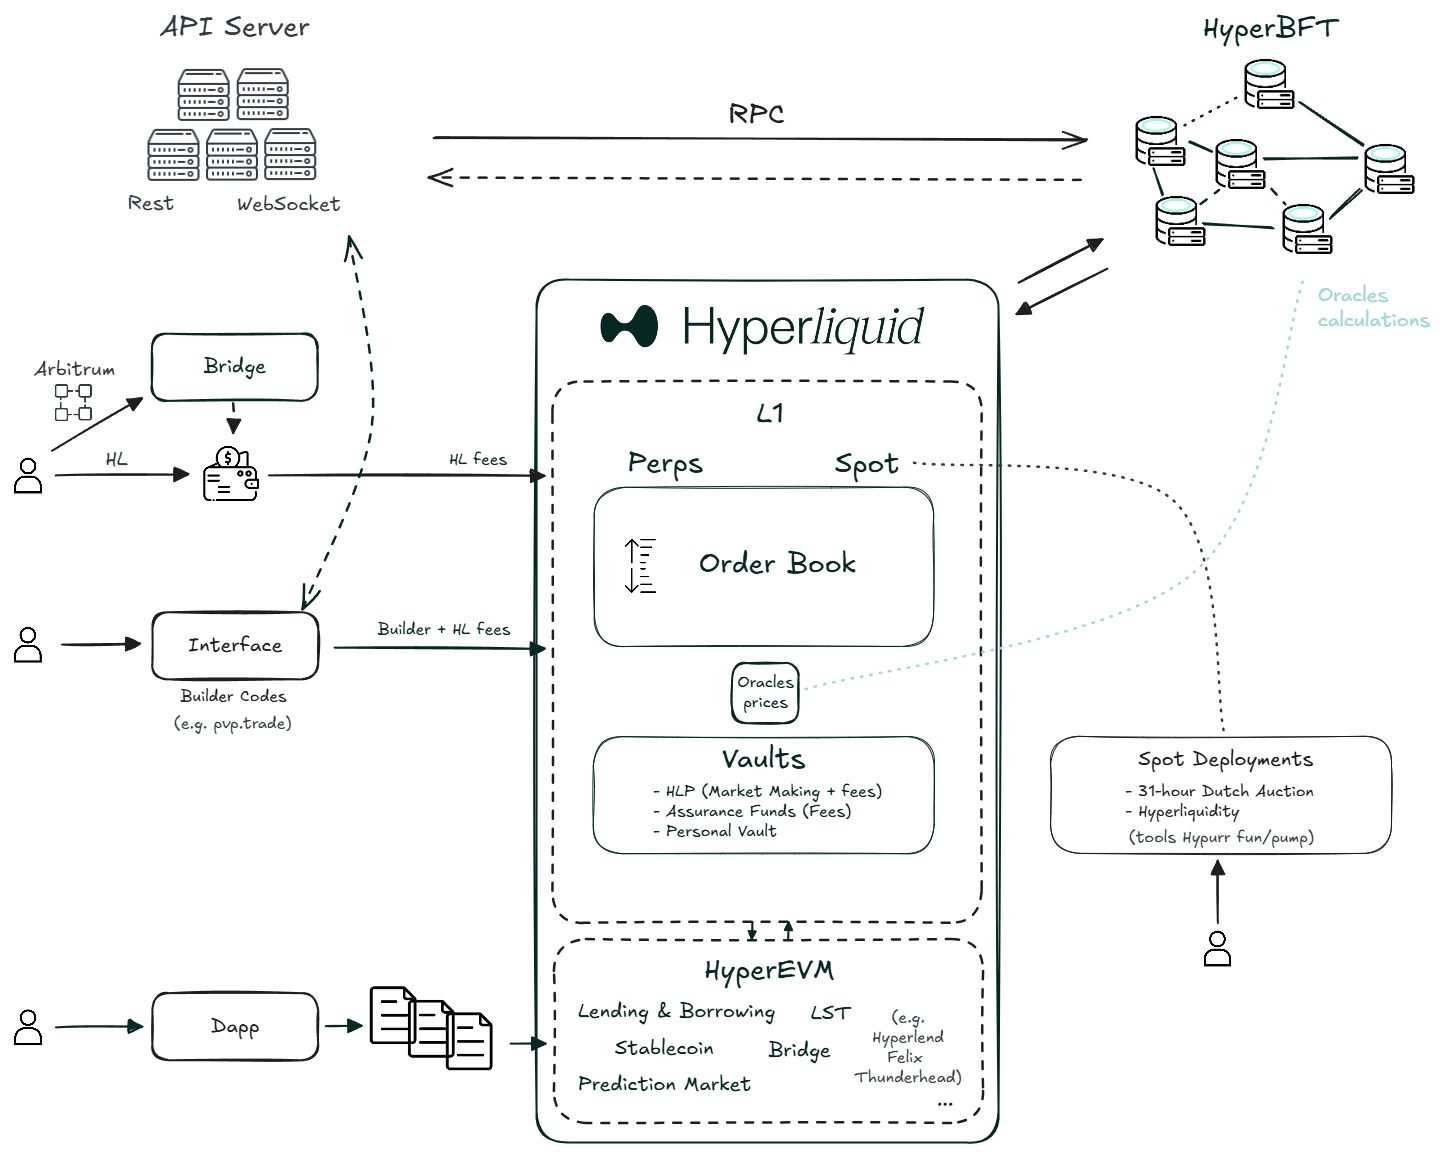 API Server
HyperBFT
RPC
Rest
WebSocket
Oracles
calculations
Hyperliquid
Bridge
Arbitrum
L1
HL
HL fees
Perps
Spot
$
Order Book
Builder + HL fees
Interface
Builder Codes
(e.g. pvp.trade)
Oracles
prices
Vaults
- HLP (Market Making + fees)
- Assurance Funds (Fees)
- Personal Vault
Spot Deployments
- 31-hour Dutch Auction
- Hyperliquidity
(tools Hypurr fun/pump)
HyperEVM
Lending & Borrowing
LST
Stablecoin
Bridge
Prediction Market
(e.g.
Hyperlend
Felix
Thunderhead)
...
Dapp